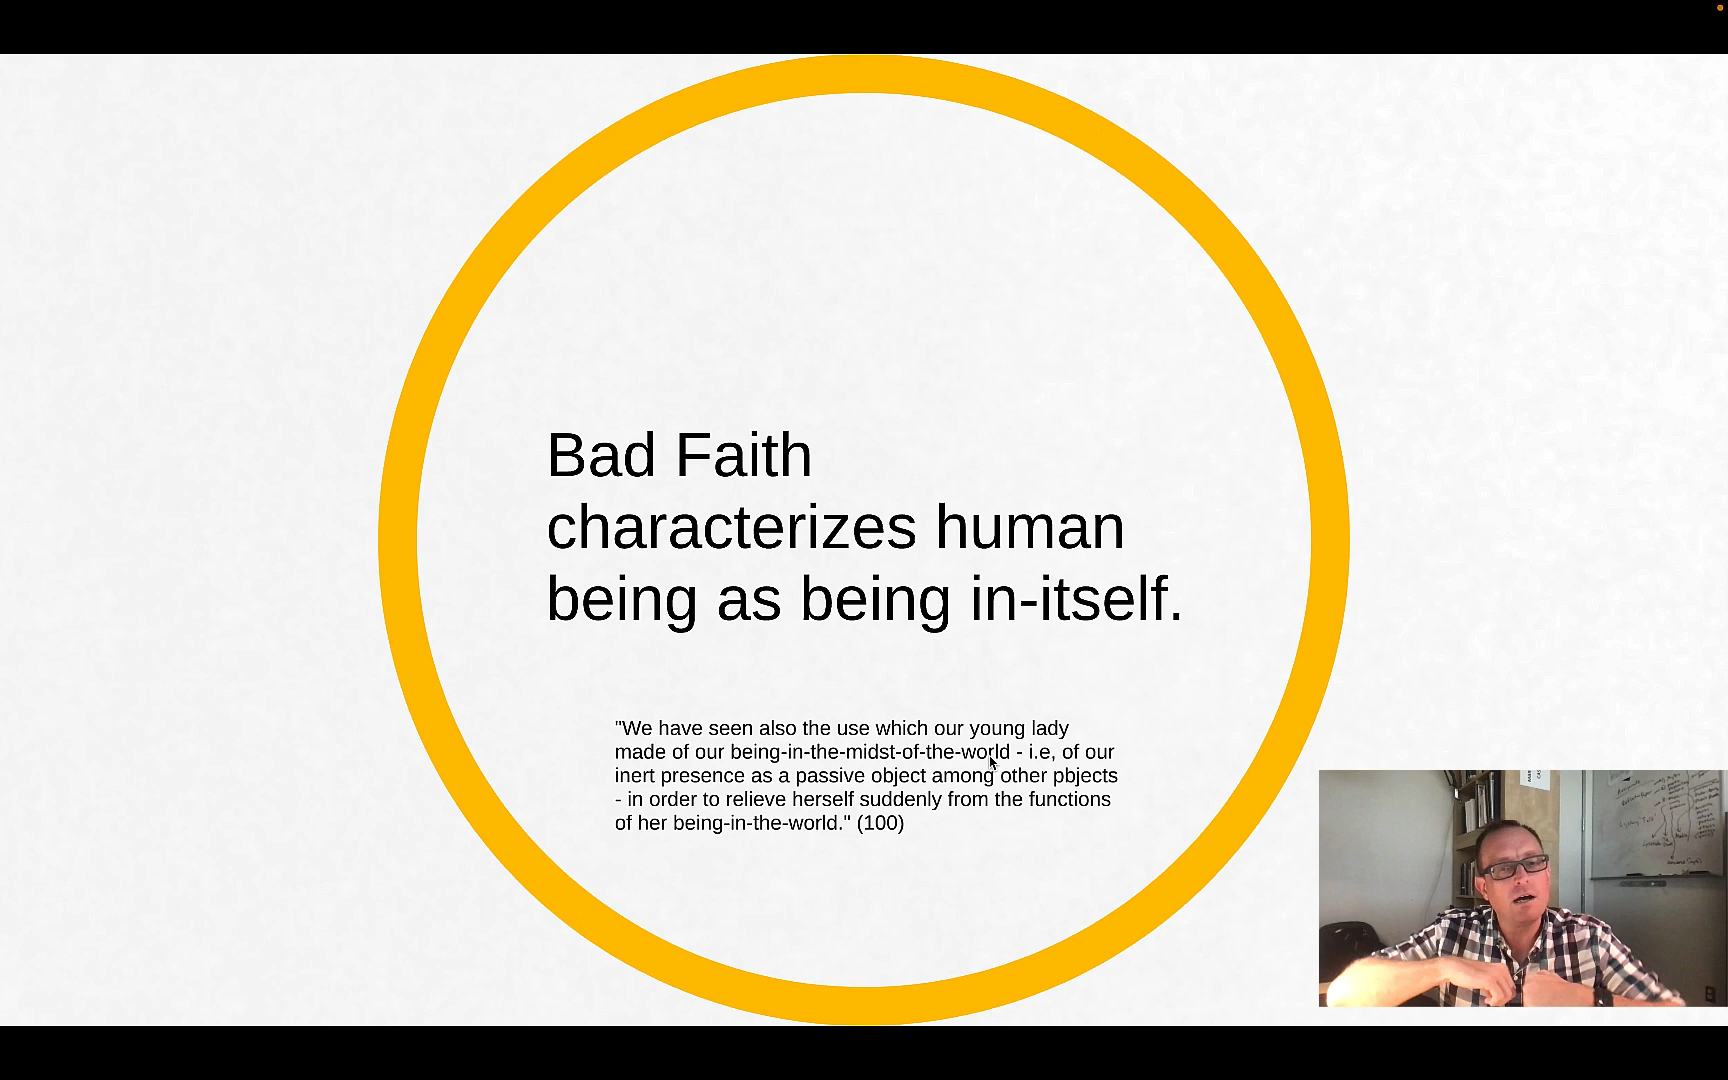 Bad Faith
characterizes human
being as being in-itself.
"We have seen also the use which our young lady
made of our being-in-the-midst-of-the-world - i.e, of our
inert presence as a passive object among other pbjects
- in order to relieve herself suddenly from the functions
of her being-in-the-world." (100)